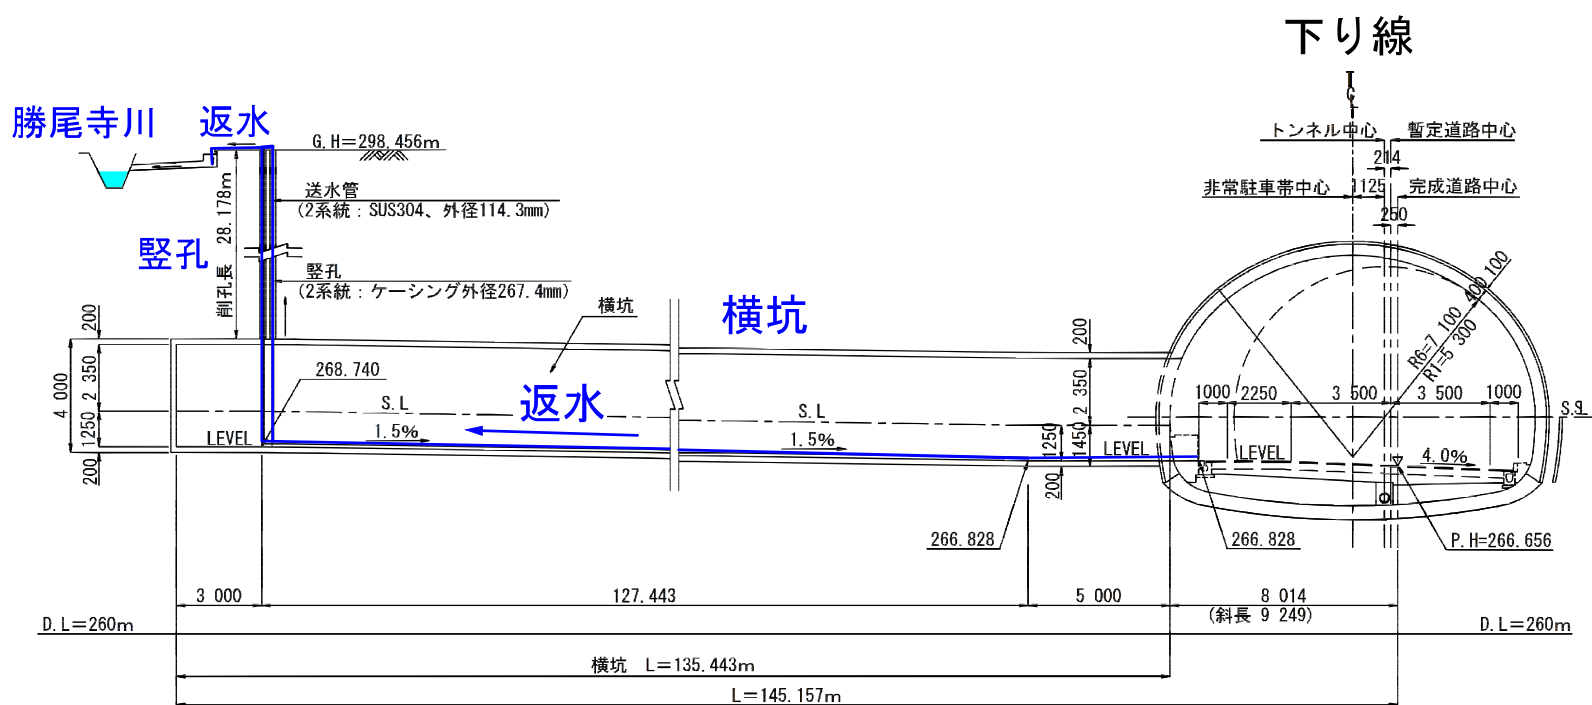 下り線
勝尾寺川
返水
G.H=298.456m
トンネル中心
暫定道路中心
214
非常駐車帯中心
1125
完成道路中心
250
送水管
(2系統：SUS304、外径114.3mm)
竪孔
削孔長 28.178m
竪孔
(2系統：ケーシング外径267.4mm)
横坑
横坑
200
2 350
1250
200
4 000
268.740
S.L
返水
LEVEL
1.5%
S.L
1.5%
200
2 350
1250
1450
200
LEVEL
R6=7 100
400
100
R1=5 300
1000
2250
3 500
3 500
1000
S.L
LEVEL
4.0%
266.828
266.828
P.H=266.656
3 000
127.443
5 000
8 014
(斜長 9 249)
D.L=260m
D.L=260m
横坑 L=135.443m
L=145.157m